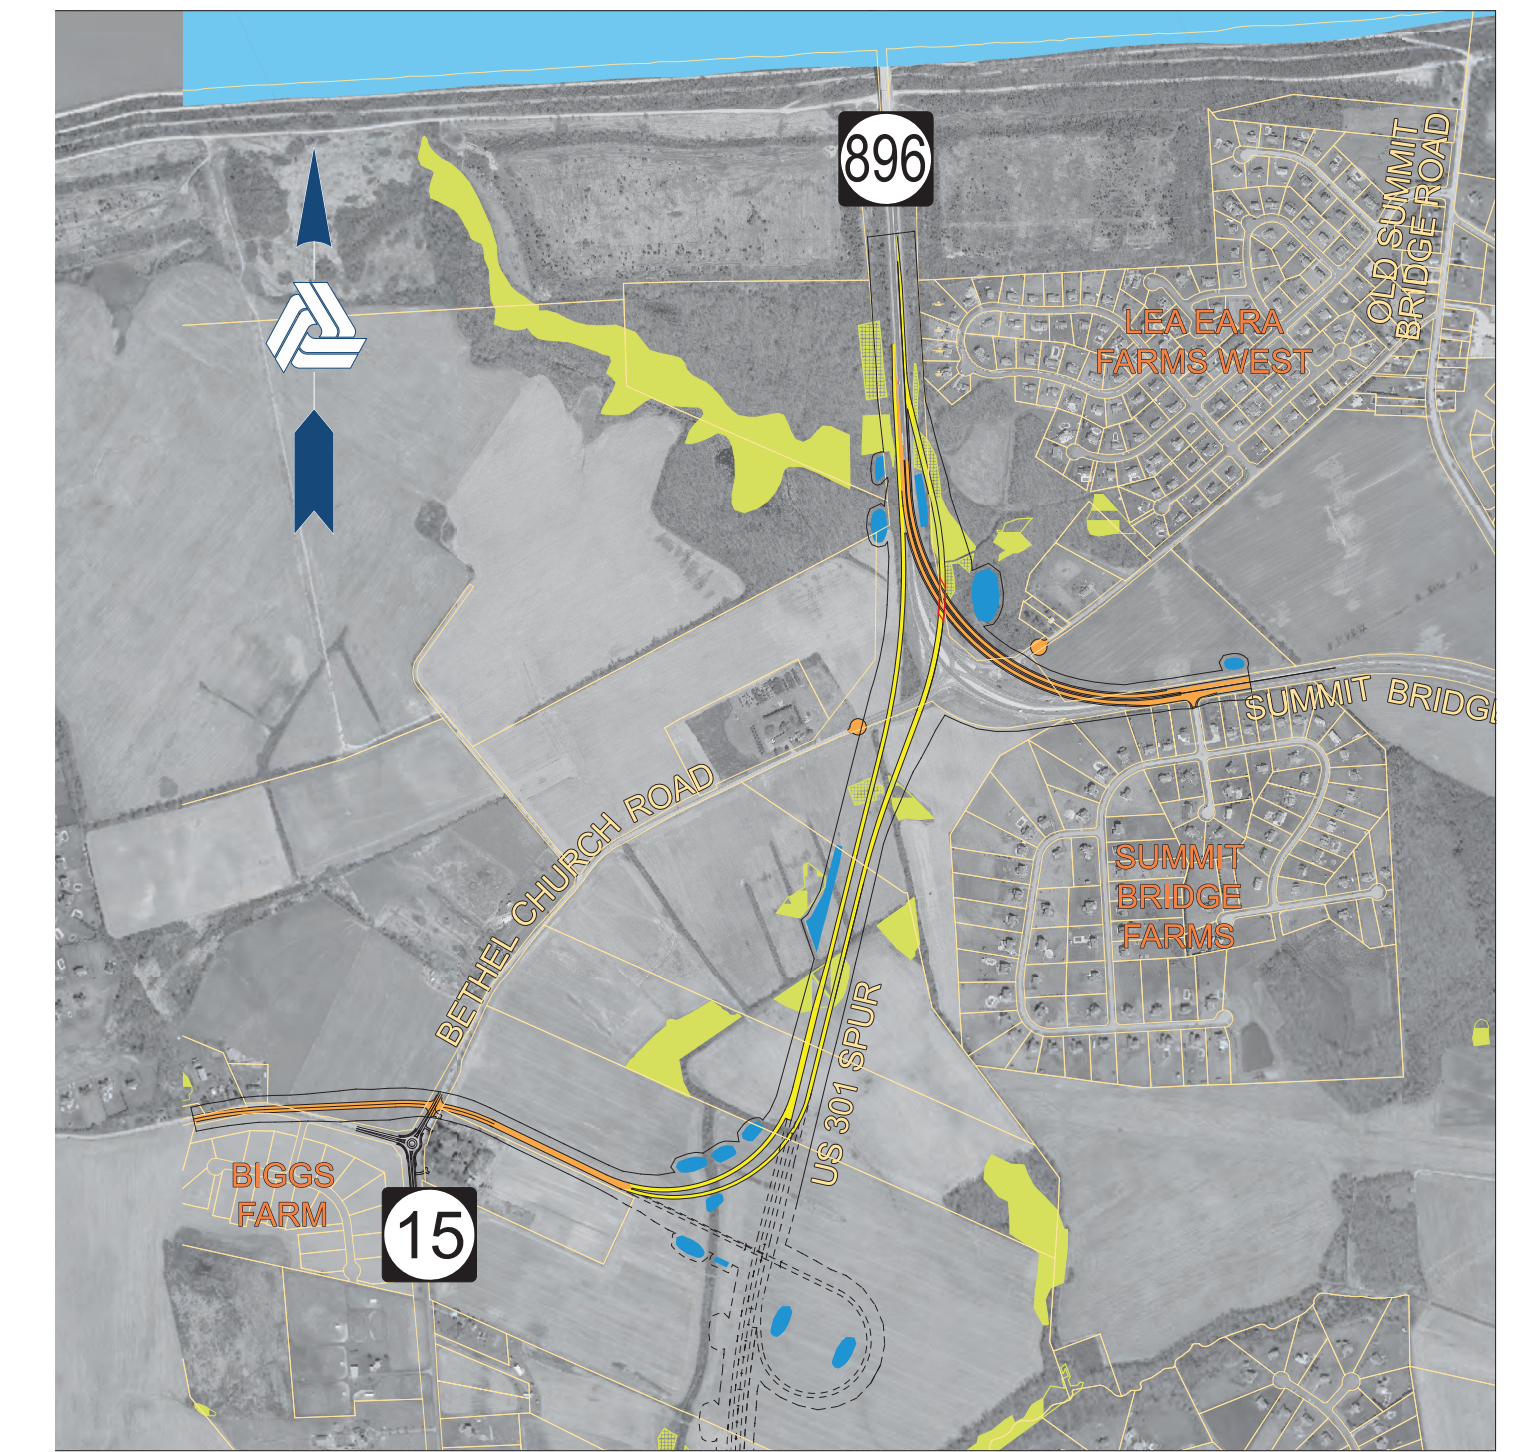 896
OLD SUMMIT
BRIDGE ROAD
LEA EARA
FARMS WEST
SUMMIT BRIDGE
BETHEL CHURCH ROAD
SUMMIT
BRIDGE
FARMS
US 301 SPUR
BIGGS
FARM
15